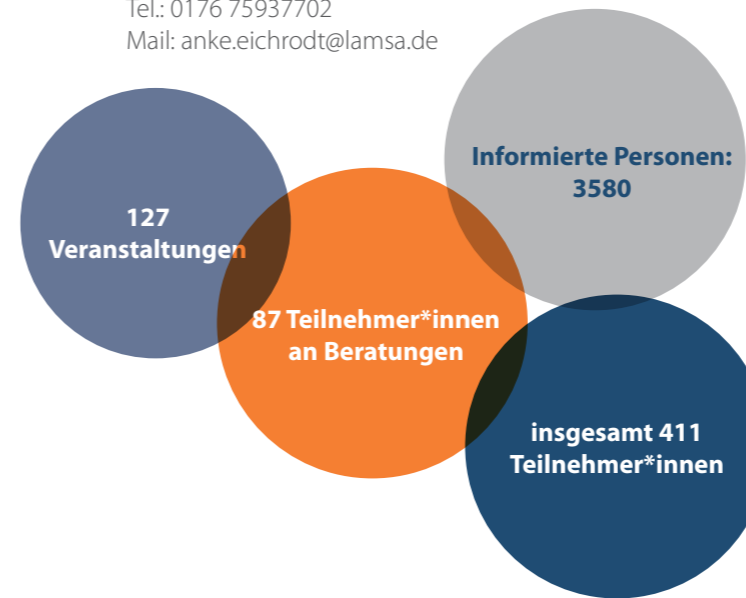 Tel.: 0176 75937702
Mail: anke.eichrodt@lamsa.de
Informierte Personen:
3580
127
Veranstaltungen
87 Teilnehmer*innen
an Beratungen
insgesamt 411
Teilnehmer*innen